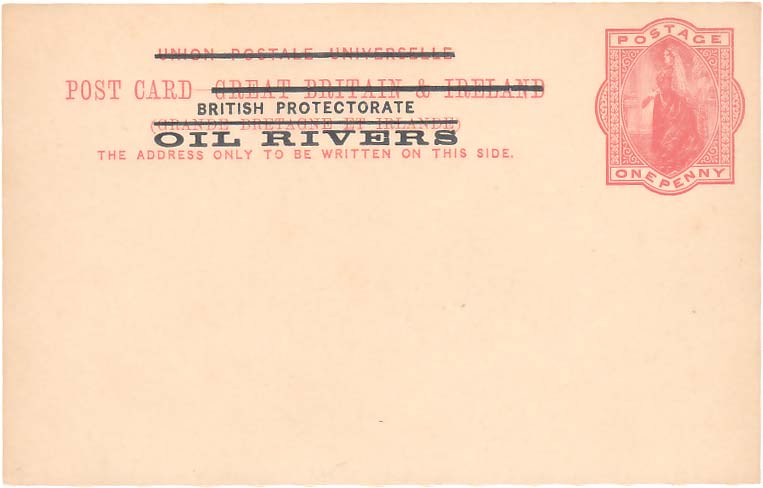 UNION POSTALE UNIVERSELLE
POST CARD GREAT BRITAIN & IRELAND
BRITISH PROTECTORATE
(GRANDE BRETAGNE ET IRLANDE)
OIL RIVERS
THE ADDRESS ONLY TO BE WRITTEN ON THIS SIDE.
POSTAGE
ONE PENNY